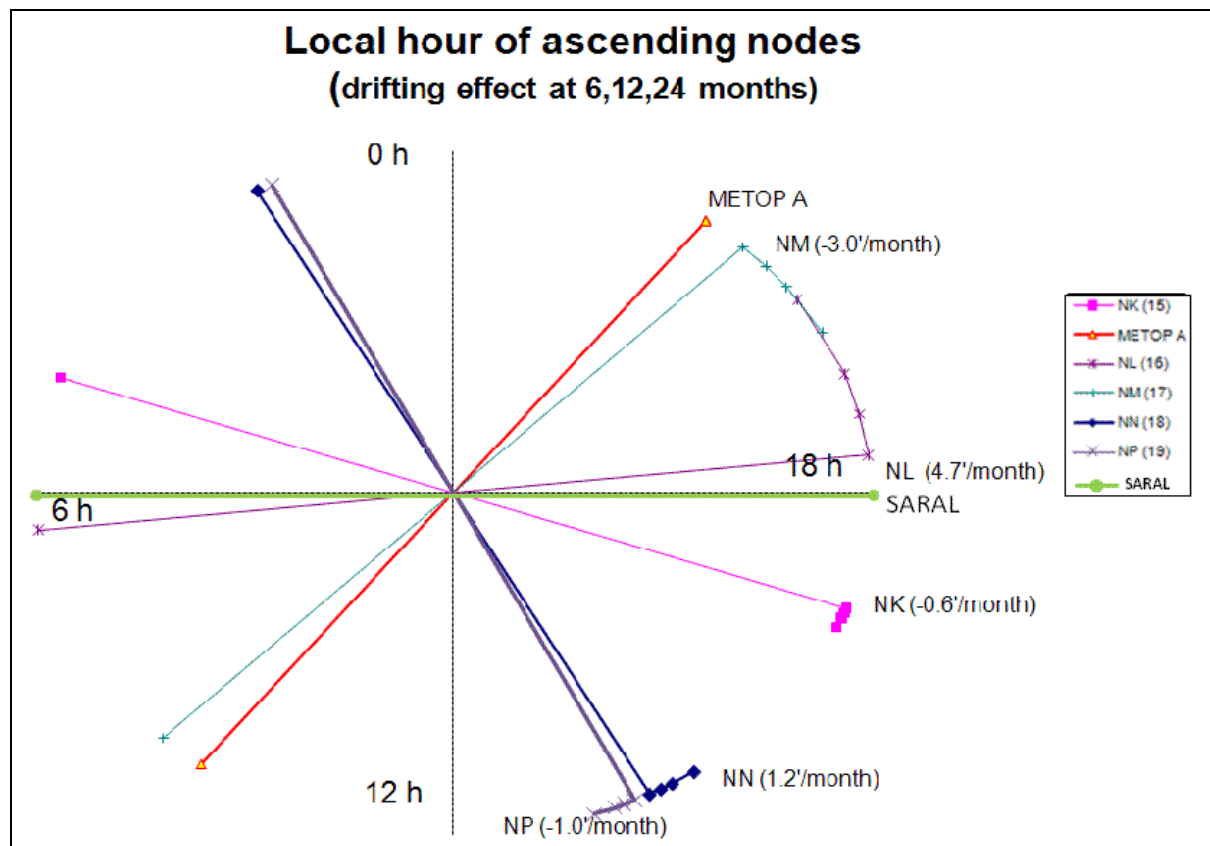 Local hour of ascending nodes
(drifting effect at 6,12,24 months)
0 h
METOP A
NM (-3.0'/month)
NK (15)
METOP A
NL (16)
NM (17)
NN (18)
NP (19)
SARAL
18 h
NL (4.7'/month)
SARAL
6 h
NK (-0.6'/month)
NN (1.2'/month)
12 h
NP (-1.0'/month)